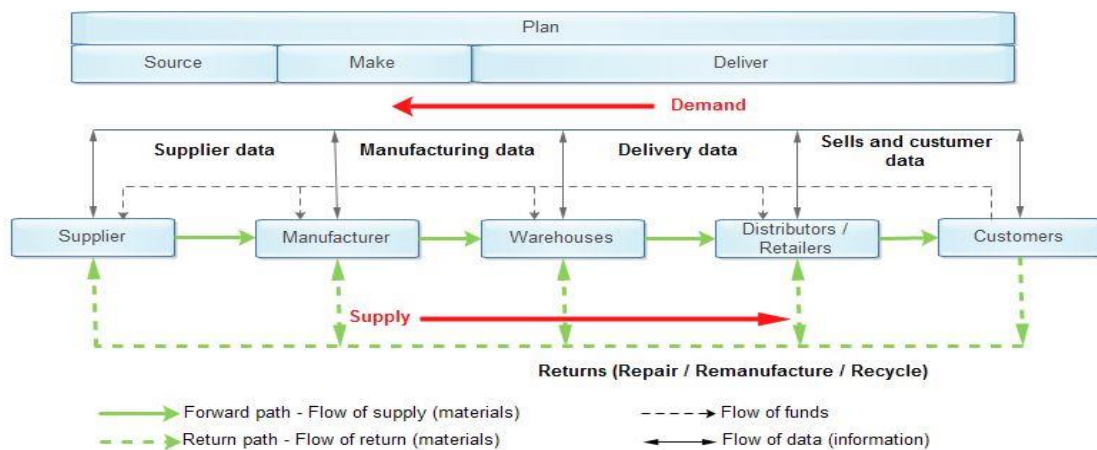 Plan
Source
Make
Deliver
Demand
Supplier data
Manufacturing data
Delivery data
Sells and custumer
data
Supplier
Manufacturer
Warehouses
Distributors /
Retailers
Customers
Supply
Returns (Repair / Remanufacture / Recycle)
Forward path - Flow of supply (materials)
Flow of funds
Return path - Flow of return (materials)
Flow of data (information)